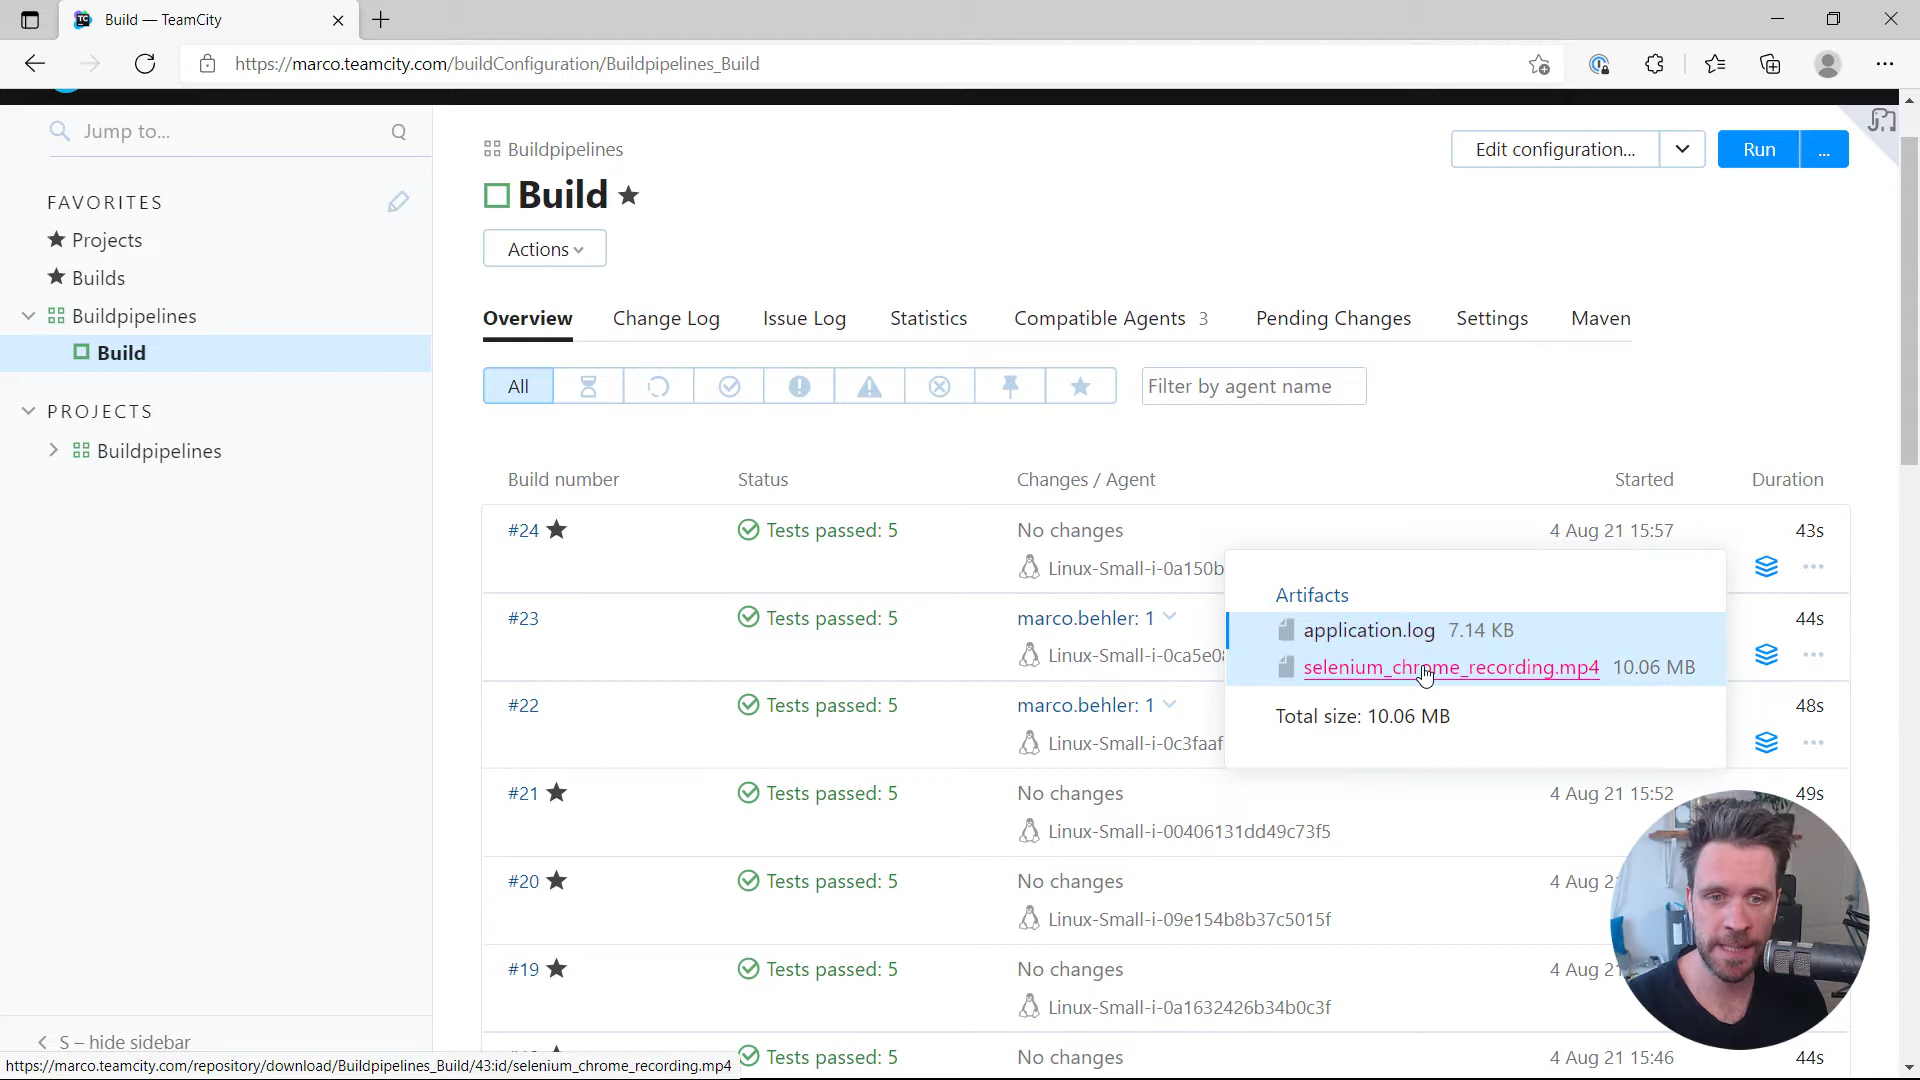 Build — TeamCity
https://marco.teamcity.com/buildConfiguration/Buildpipelines_Build
Jump to...
Q
FAVORITES
Projects
Builds
Buildpipelines
Build
PROJECTS
Buildpipelines
S – hide sidebar
https://marco.teamcity.com/repository/download/Buildpipelines_Build/43:id/selenium_chrome_recording.mp4
Buildpipelines
Edit configuration...
Run
...
Build
Actions
Overview
Change Log
Issue Log
Statistics
Compatible Agents 3
Pending Changes
Settings
Maven
All
Filter by agent name
Build number
Status
Changes / Agent
Started
Duration
#24
Tests passed: 5
No changes
4 Aug 21 15:57
43s
Linux-Small-i-0a150b
#23
Tests passed: 5
marco.behler: 1
44s
Linux-Small-i-0ca5e0
#22
Tests passed: 5
marco.behler: 1
48s
Linux-Small-i-0c3faaf
Artifacts
application.log 7.14 KB
selenium_chrome_recording.mp4 10.06 MB
Total size: 10.06 MB
#21
Tests passed: 5
No changes
4 Aug 21 15:52
49s
Linux-Small-i-00406131dd49c73f5
#20
Tests passed: 5
No changes
4 Aug 2
Linux-Small-i-09e154b8b37c5015f
#19
Tests passed: 5
No changes
4 Aug 21
Linux-Small-i-0a1632426b34b0c3f
Tests passed: 5
No changes
4 Aug 21 15:46
44s